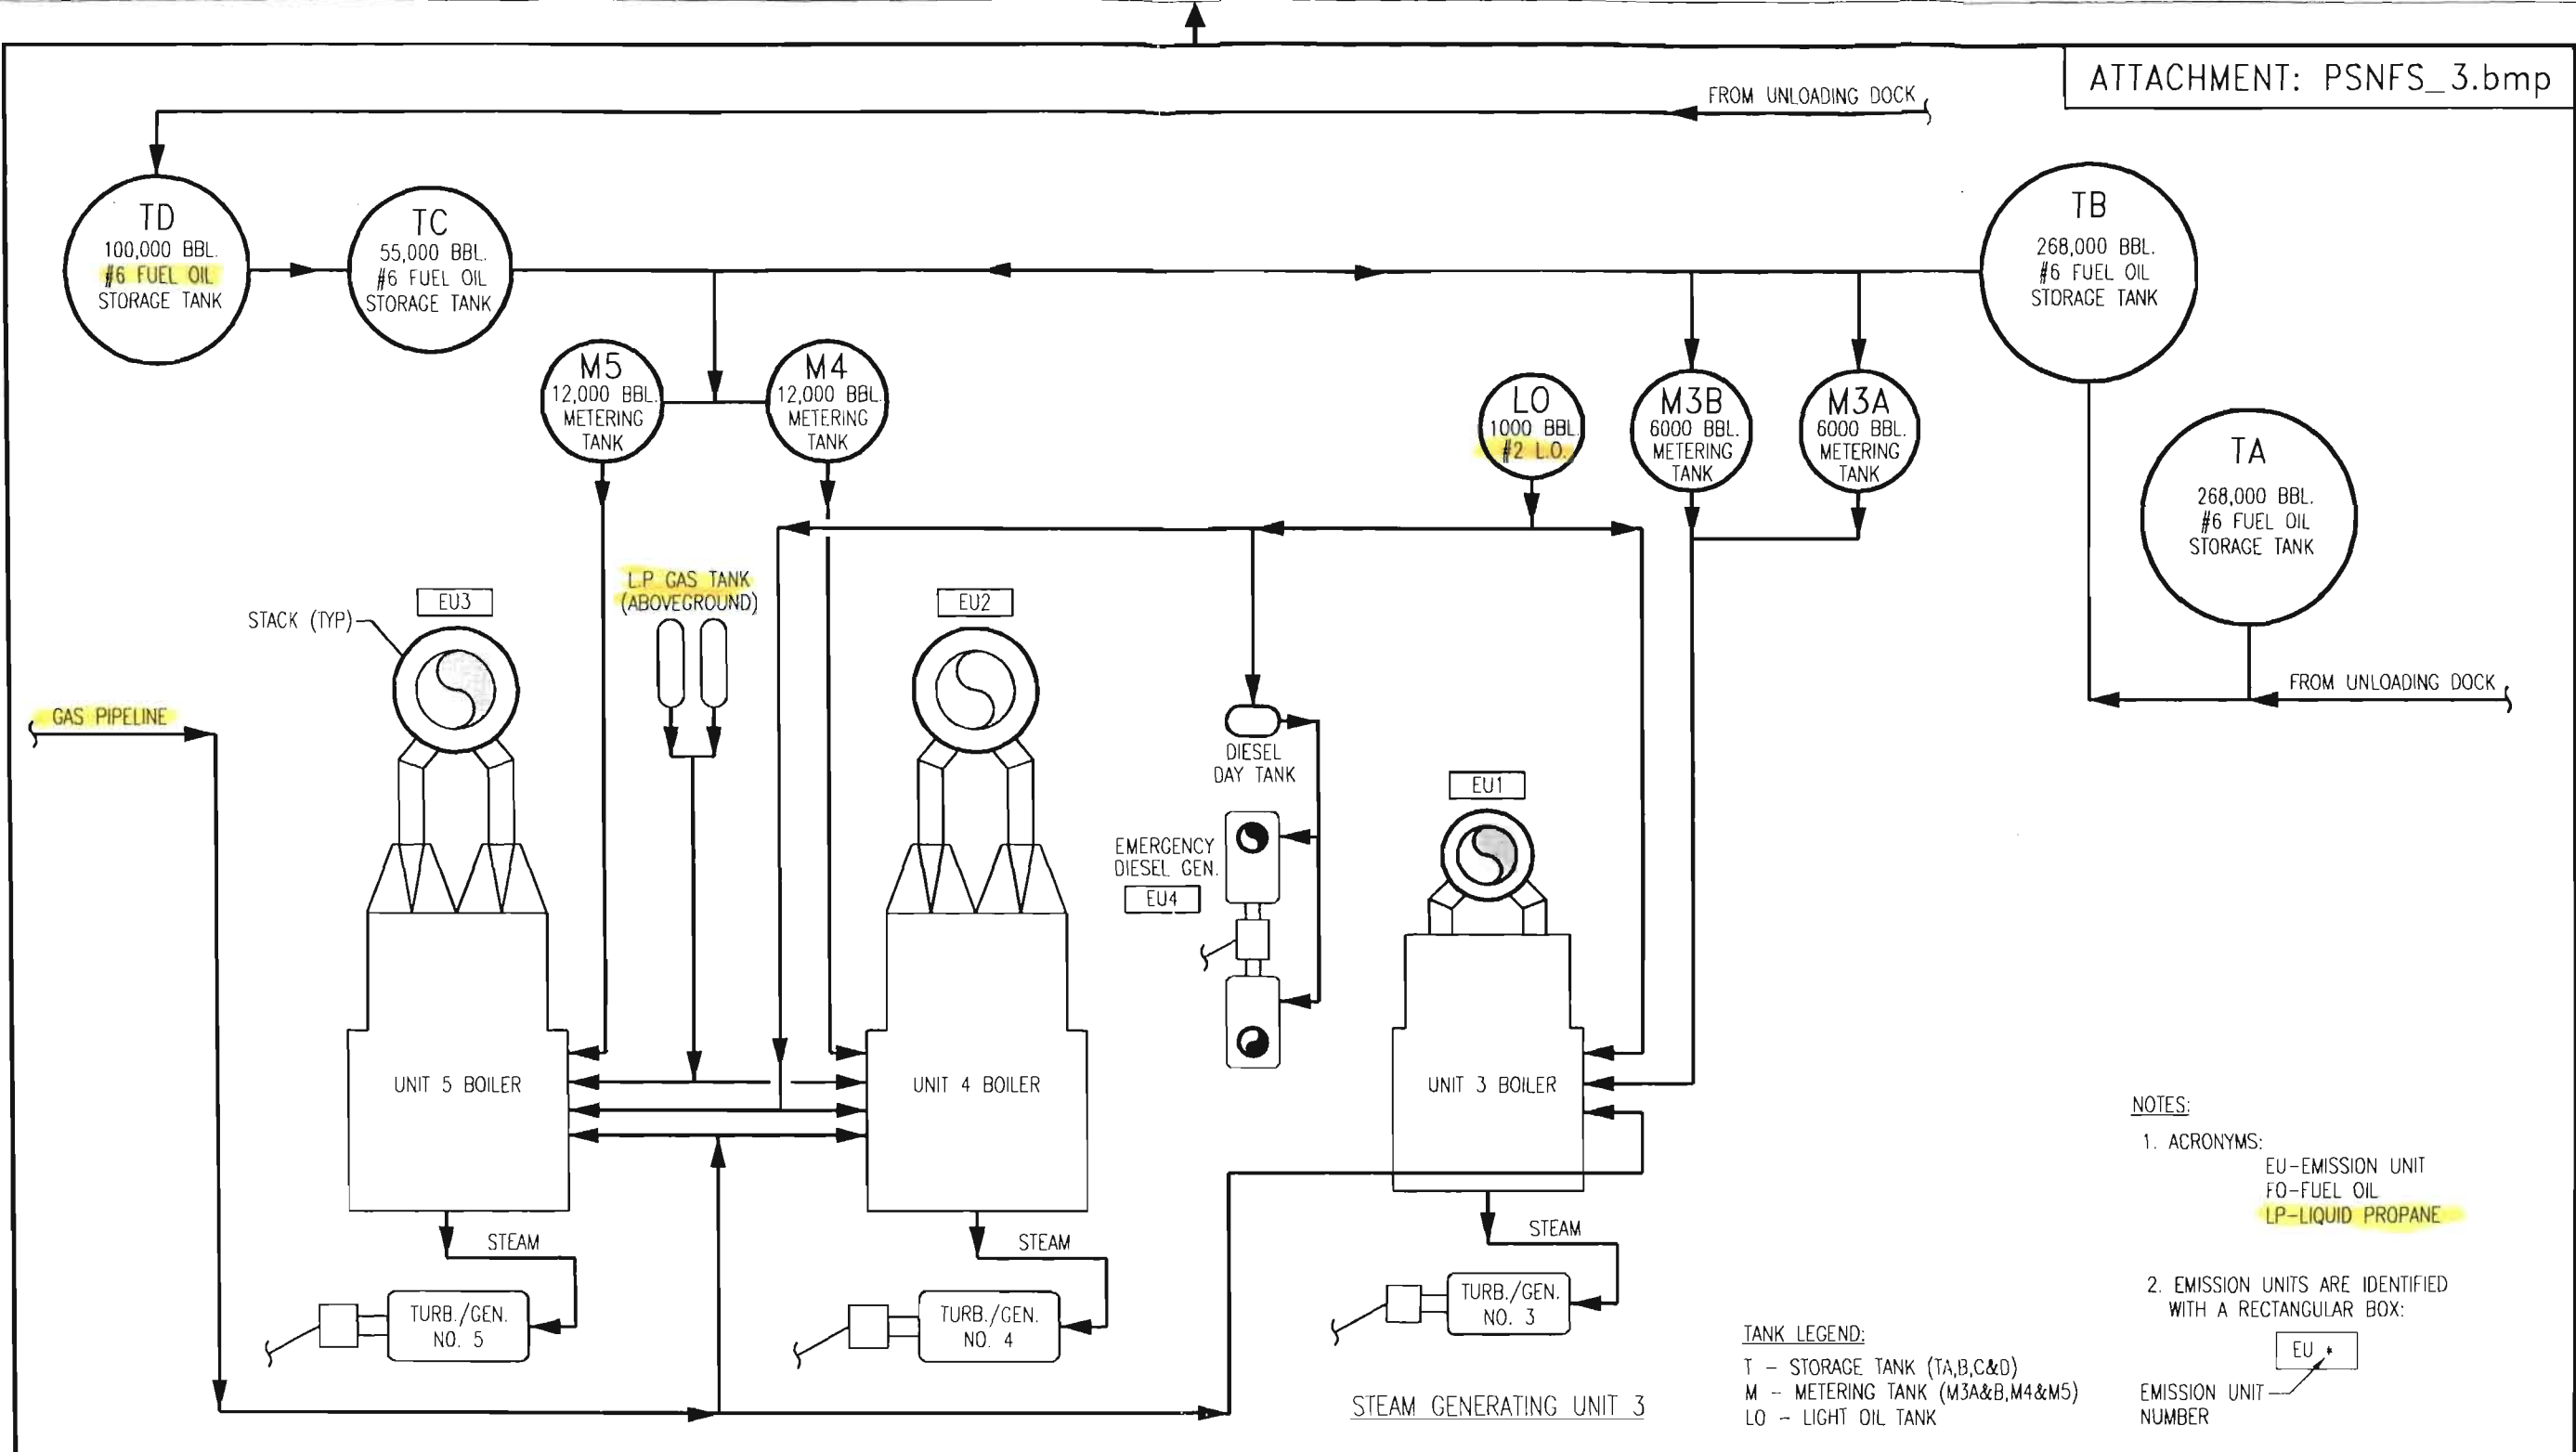 ATTACHMENT: PSNFS_3.bmp
FROM UNLOADING DOCK
TD
100,000 BBL.
#6 FUEL OIL
STORAGE TANK
TC
55,000 BBL.
#6 FUEL OIL
STORAGE TANK
TB
268,000 BBL.
#6 FUEL OIL
STORAGE TANK
M5
12,000 BBL.
METERING
TANK
M4
12,000 BBL.
METERING
TANK
LO
1000 BBL.
#2 L.O.
M3B
6000 BBL.
METERING
TANK
M3A
6000 BBL.
METERING
TANK
TA
268,000 BBL.
#6 FUEL OIL
STORAGE TANK
L.P GAS TANK
(ABOVEGROUND)
EU3
STACK (TYP)
EU2
FROM UNLOADING DOCK
GAS PIPELINE
DIESEL
DAY TANK
EU1
EMERGENCY
DIESEL GEN.
EU4
UNIT 5 BOILER
UNIT 4 BOILER
UNIT 3 BOILER
STEAM
STEAM
STEAM
TURB./GEN.
NO. 5
TURB./GEN.
NO. 4
TURB./GEN.
NO. 3
STEAM GENERATING UNIT 3
TANK LEGEND:
T - STORAGE TANK (TA,B,C&D)
M - METERING TANK (M3A&B,M4&M5)
LO - LIGHT OIL TANK
NOTES:
1. ACRONYMS:
EU-EMISSION UNIT
FO-FUEL OIL
LP-LIQUID PROPANE
2. EMISSION UNITS ARE IDENTIFIED
WITH A RECTANGULAR BOX:
EU *
EMISSION UNIT
NUMBER